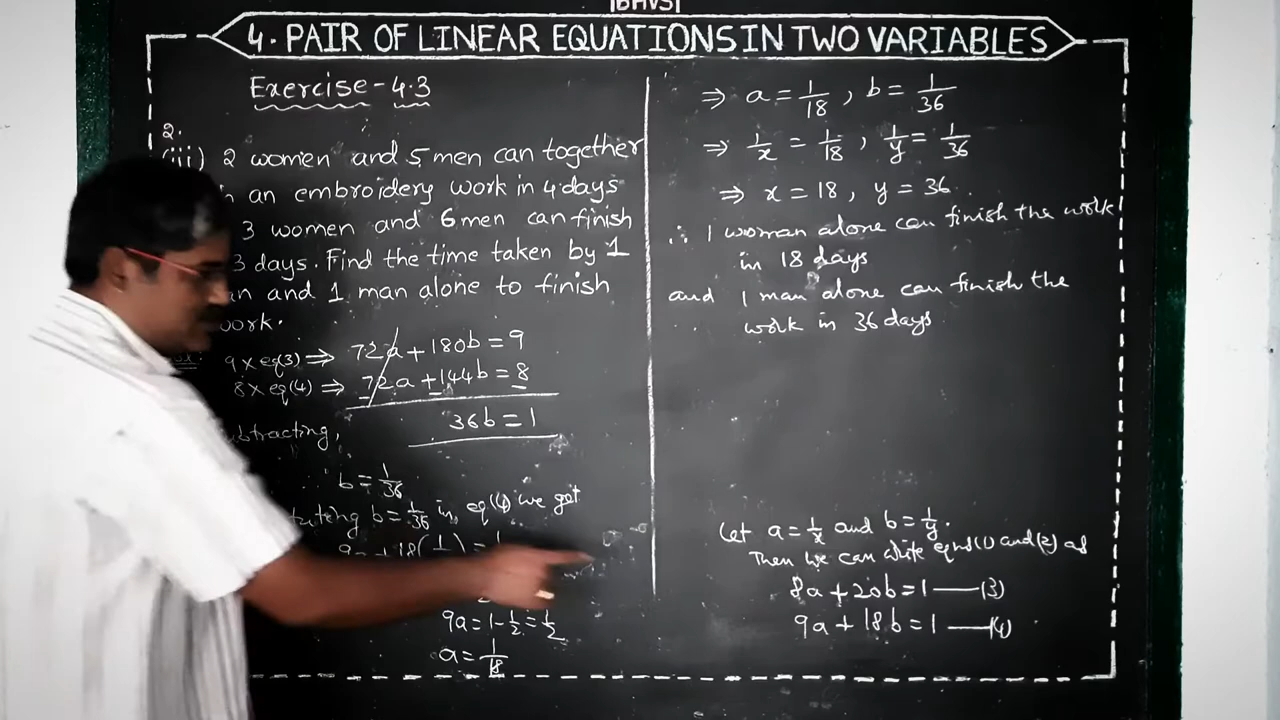 4. PAIR OF LINEAR EQUATIONS IN TWO VARIABLES
Exercise-4.3
2.
(iii) 2 women and 5 men can together
an embroidery work in 4 days
3 women and 6 men can finish
3 days. Find the time taken by 1
and 1 man alone to finish
work.
9 x eq(3) ⇒ 72a + 180b = 9
8 x eq(4) ⇒ 72a + 144b = 8
36b = 1
b = 1/36
b = 1/36 in eq(4) we get
9a = 1 - 1/2 = 1/2
a = 1/18
⇒ a = 1/18 , b = 1/36
⇒ 1/x = 1/18 , 1/y = 1/36
⇒ x = 18 , y = 36
∴ 1 woman alone can finish the work
in 18 days
and 1 man alone can finish the
work in 36 days
Let a = 1/x and b = 1/y.
Then we can write eqns(1) and (2) as
8a + 20b = 1 — (3)
9a + 18b = 1 — (4)